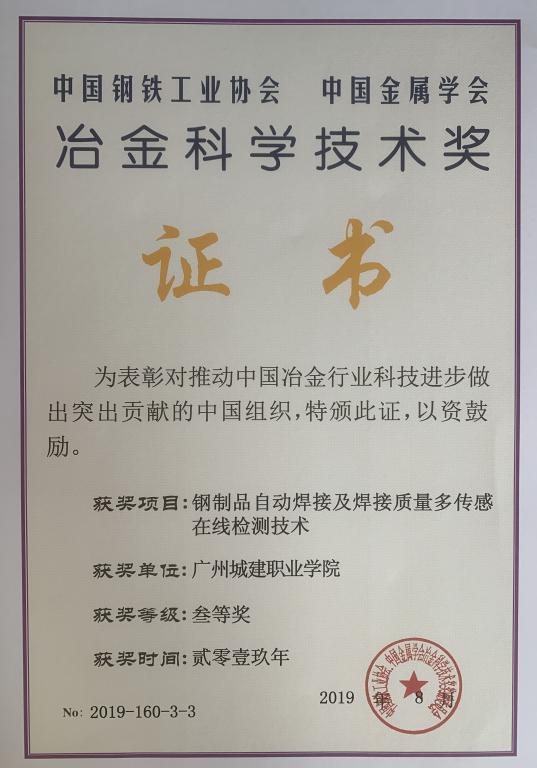 中国钢铁工业协会 中国金属学会
冶金科学技术奖
证书
为表彰对推动中国冶金行业科技进步做
出突出贡献的中国组织，特颁此证，以资鼓
励。
获奖项目：钢制品自动焊接及焊接质量多传感
在线检测技术
获奖单位：广州城建职业学院
获奖等级：叁等奖
获奖时间：贰零壹玖年
2019 年 8 月
No: 2019-160-3-3